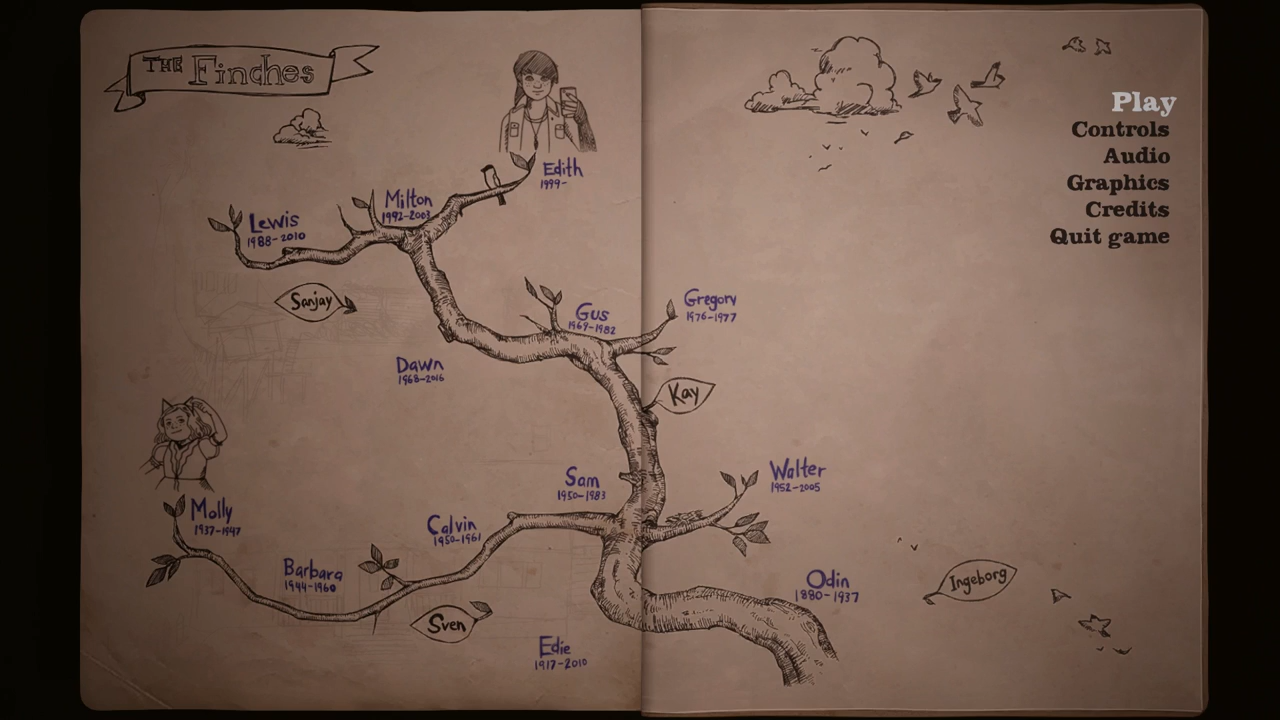 THE Finches
Edith
1999-
Milton
1992-2003
Lewis
1988-2010
Sanjay
Gus
1969-1982
Gregory
1976-1977
Dawn
1968-2016
Kay
Sam
1950-1983
Walter
1952-2005
Molly
1937-1947
Calvin
1950-1961
Barbara
1944-1960
Sven
Odin
1880-1937
Ingeborg
Edie
1917-2010
Play
Controls
Audio
Graphics
Credits
Quit game